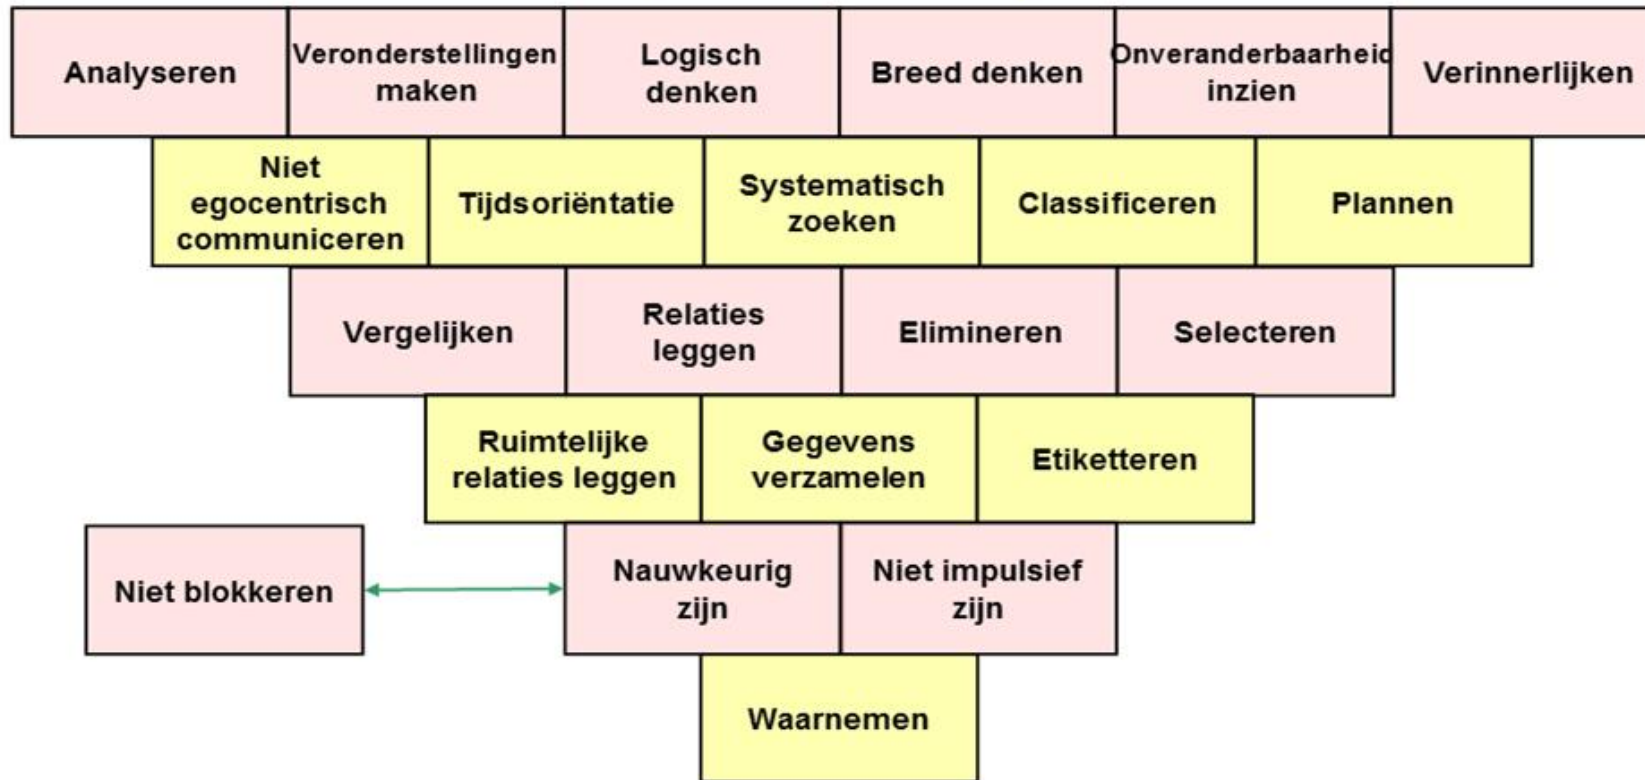 Analyseren
Veronderstellingen
maken
Logisch
denken
Breed denken
Onveranderbaarheid
inzien
Verinnerlijken
Niet
egocentrisch
communiceren
Tijdsoriëntatie
Systematisch
zoeken
Classificeren
Plannen
Vergelijken
Relaties
leggen
Elimineren
Selecteren
Ruimtelijke
relaties leggen
Gegevens
verzamelen
Etiketteren
Niet blokkeren
Nauwkeurig
zijn
Niet impulsief
zijn
Waarnemen